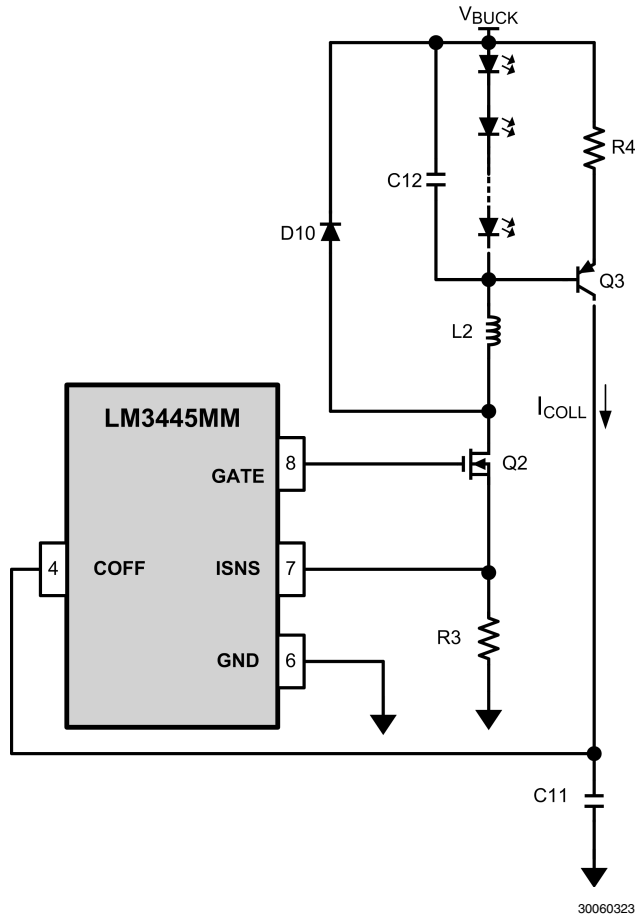 VBUCK
R4
C12
D10
Q3
L2
ICOLL
LM3445MM
8
GATE
Q2
4
COFF
ISNS
7
R3
GND
6
C11
30060323